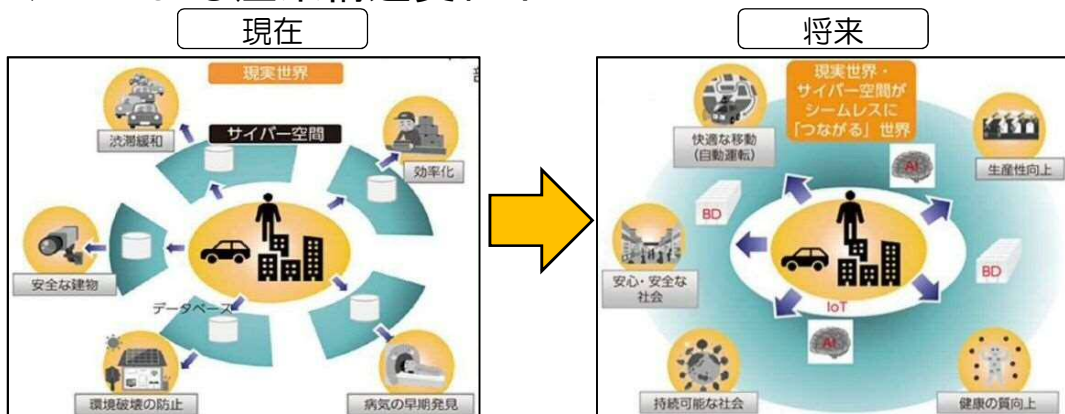 現在
現実世界
サイバー空間
渋滞緩和
効率化
安全な建物
データベース
環境破壊の防止
病気の早期発見
将来
現実世界・
サイバー空間が
シームレスに
「つながる」世界
快適な移動
(自動運転)
AI
生産性向上
BD
BD
安心・安全な
社会
IoT
AI
持続可能な社会
健康の質向上